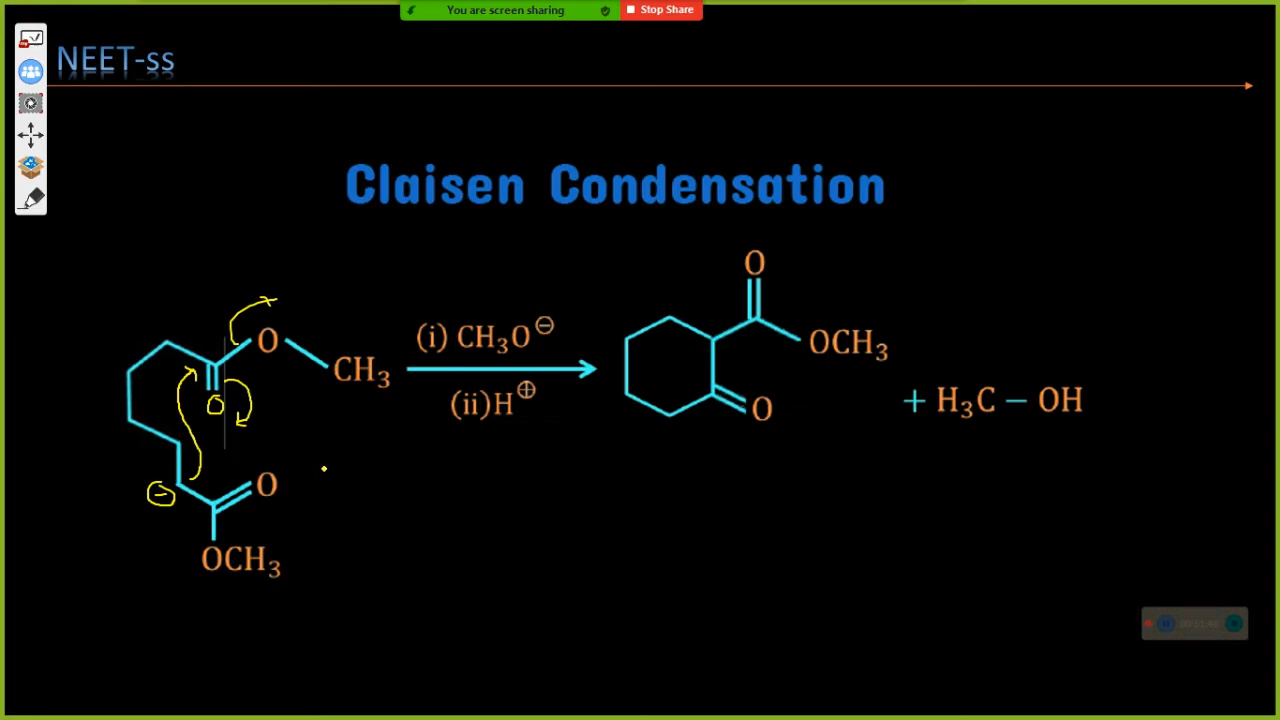 You are screen sharing Stop Share
NEET-ss
Claisen Condensation
O
O CH₃
O
(i) CH₃O⊖
(ii)H⊕
OCH₃
O
+ H₃C − OH
⊖
O
OCH₃